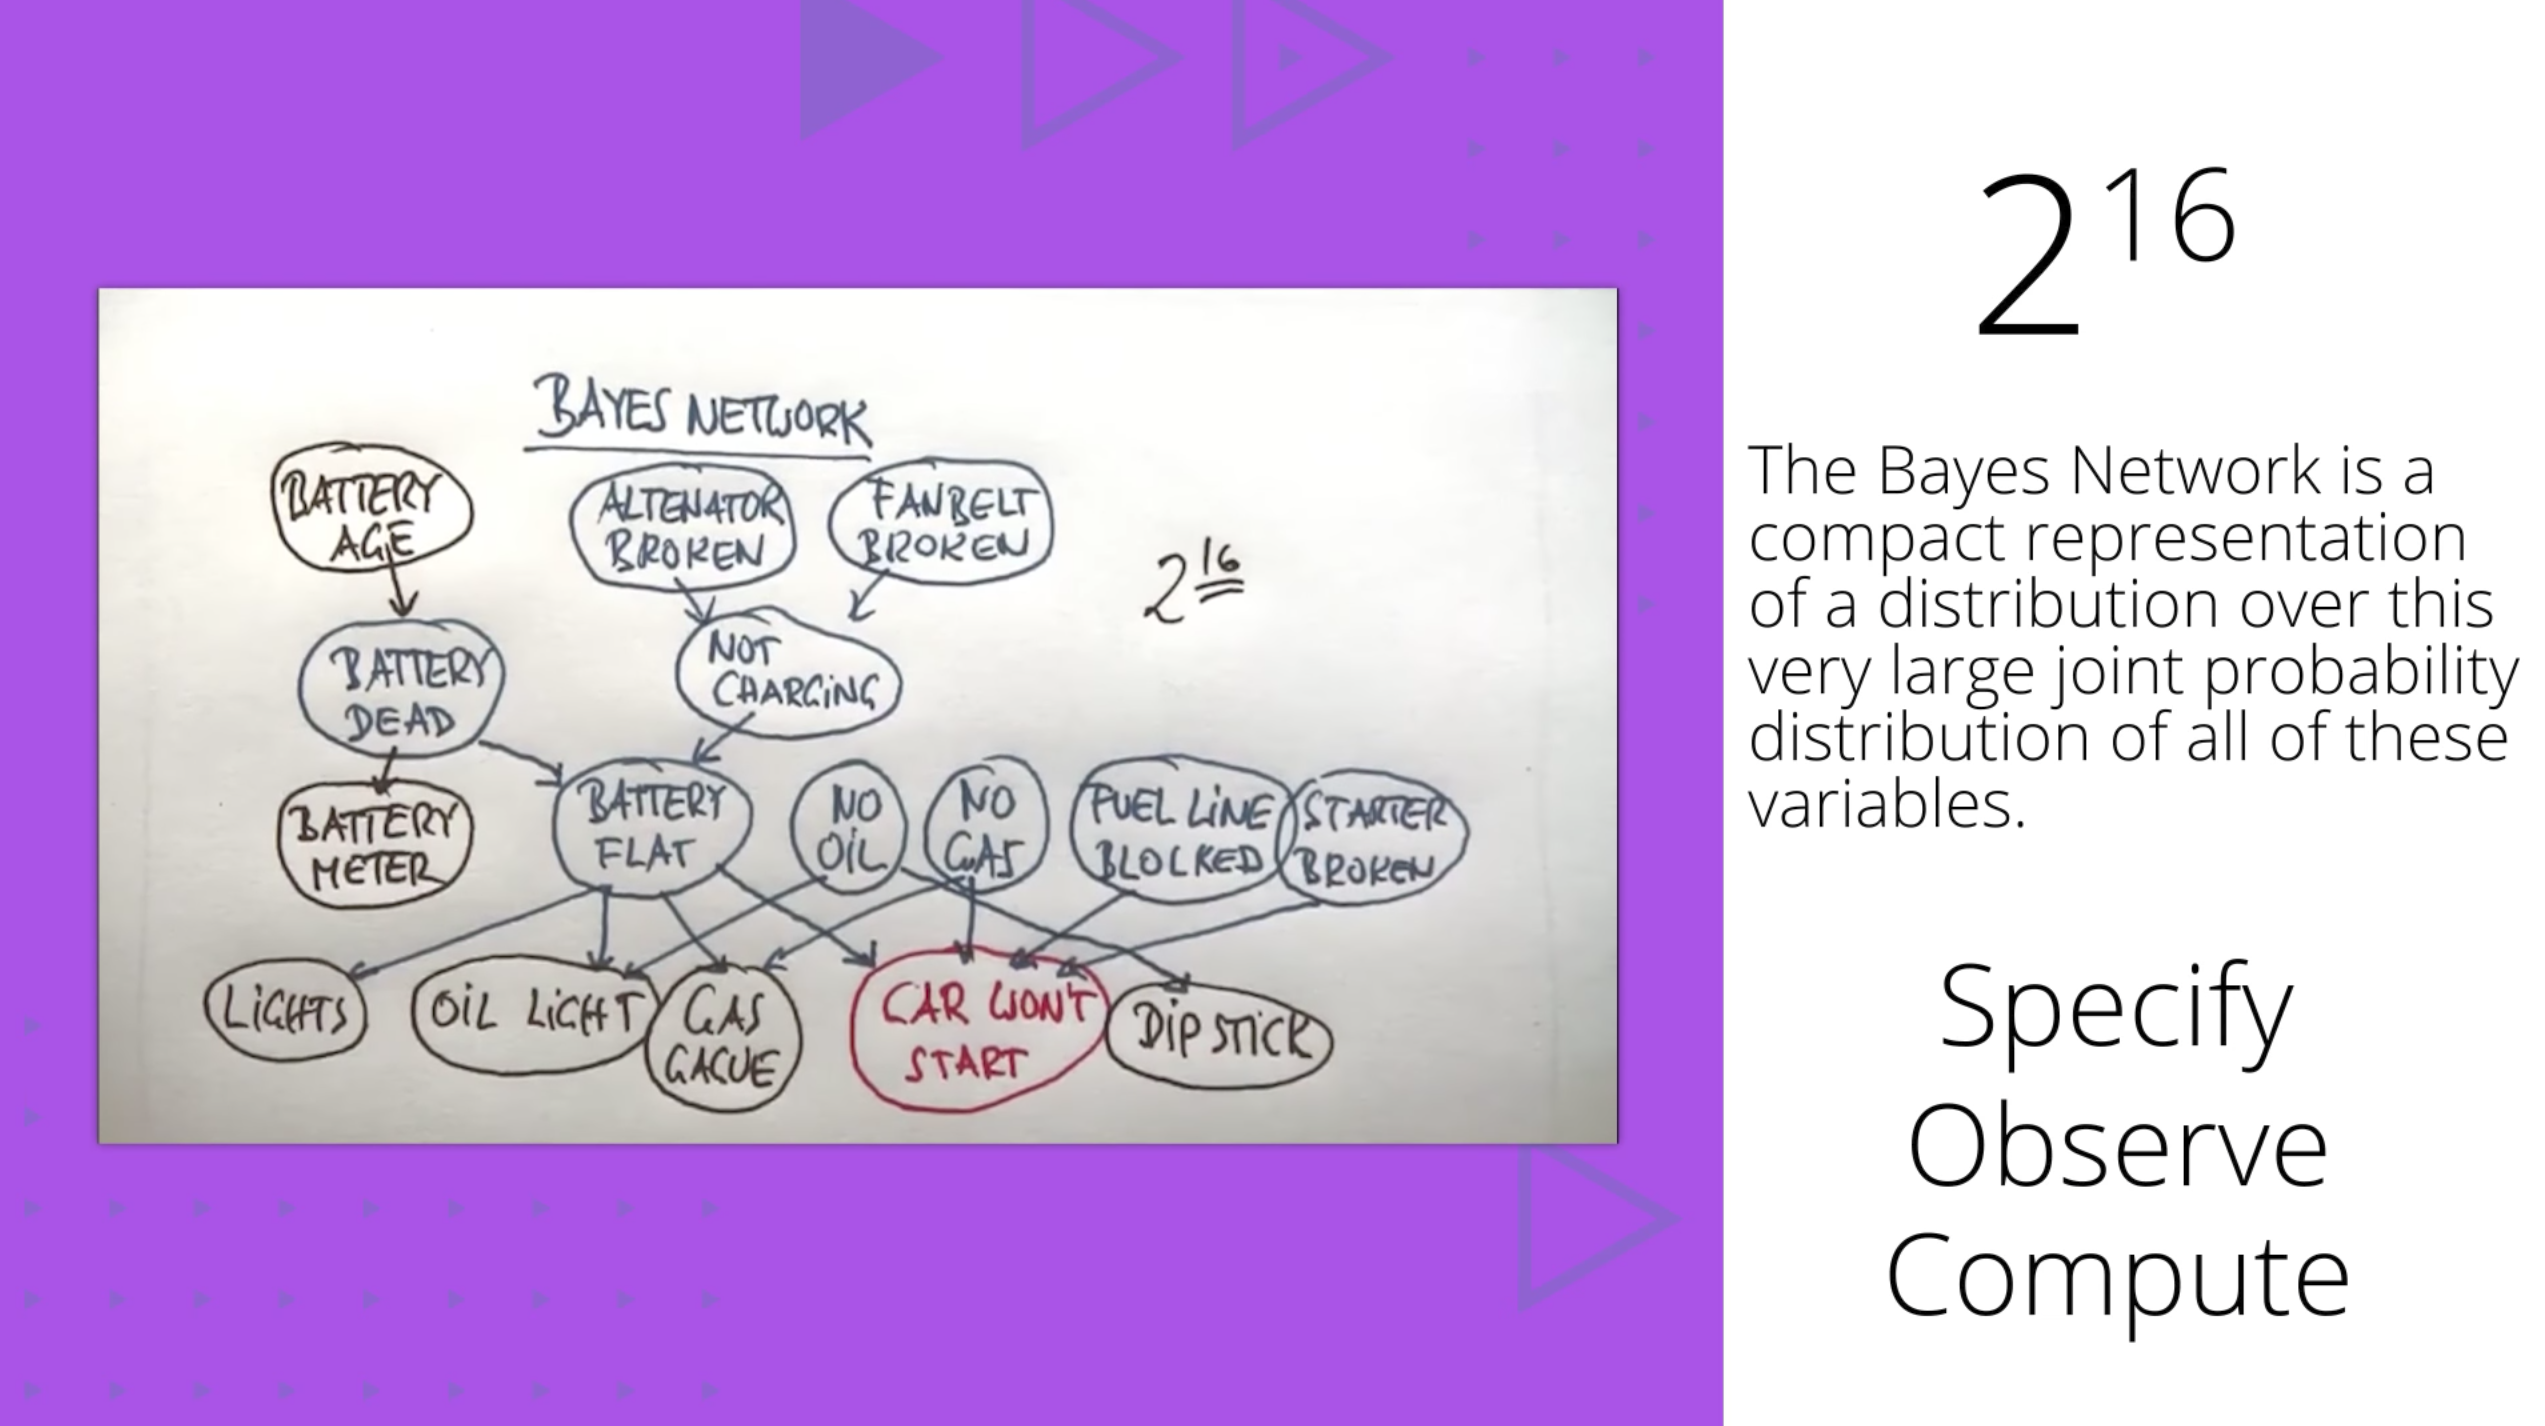 BAYES NETWORK
BATTERY
AGE
ALTENATOR
BROKEN
FANBELT
BROKEN
2^16
BATTERY
DEAD
NOT
CHARGING
BATTERY
METER
BATTERY
FLAT
NO
OIL
NO
GAS
FUEL LINE
BLOCKED
STARTER
BROKEN
LIGHTS
OIL LIGHT
GAS
GAGUE
CAR WON'T
START
DIPSTICK
2^16
The Bayes Network is a
compact representation
of a distribution over this
very large joint probability
distribution of all of these
variables.
Specify
Observe
Compute